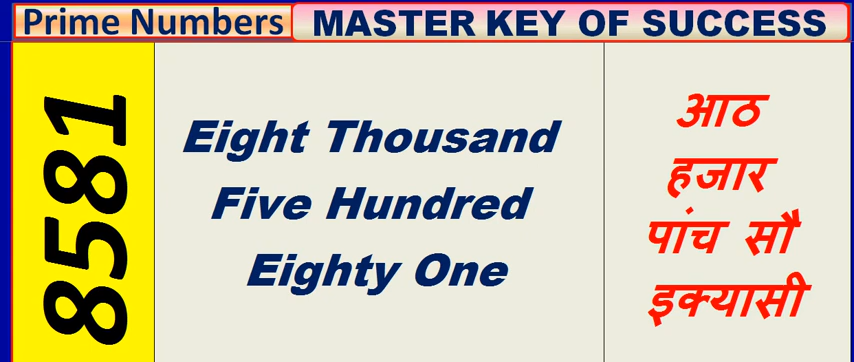 Prime Numbers MASTER KEY OF SUCCESS
8581
Eight Thousand
Five Hundred
Eighty One
आठ
हजार
पांच सौ
इक्यासी